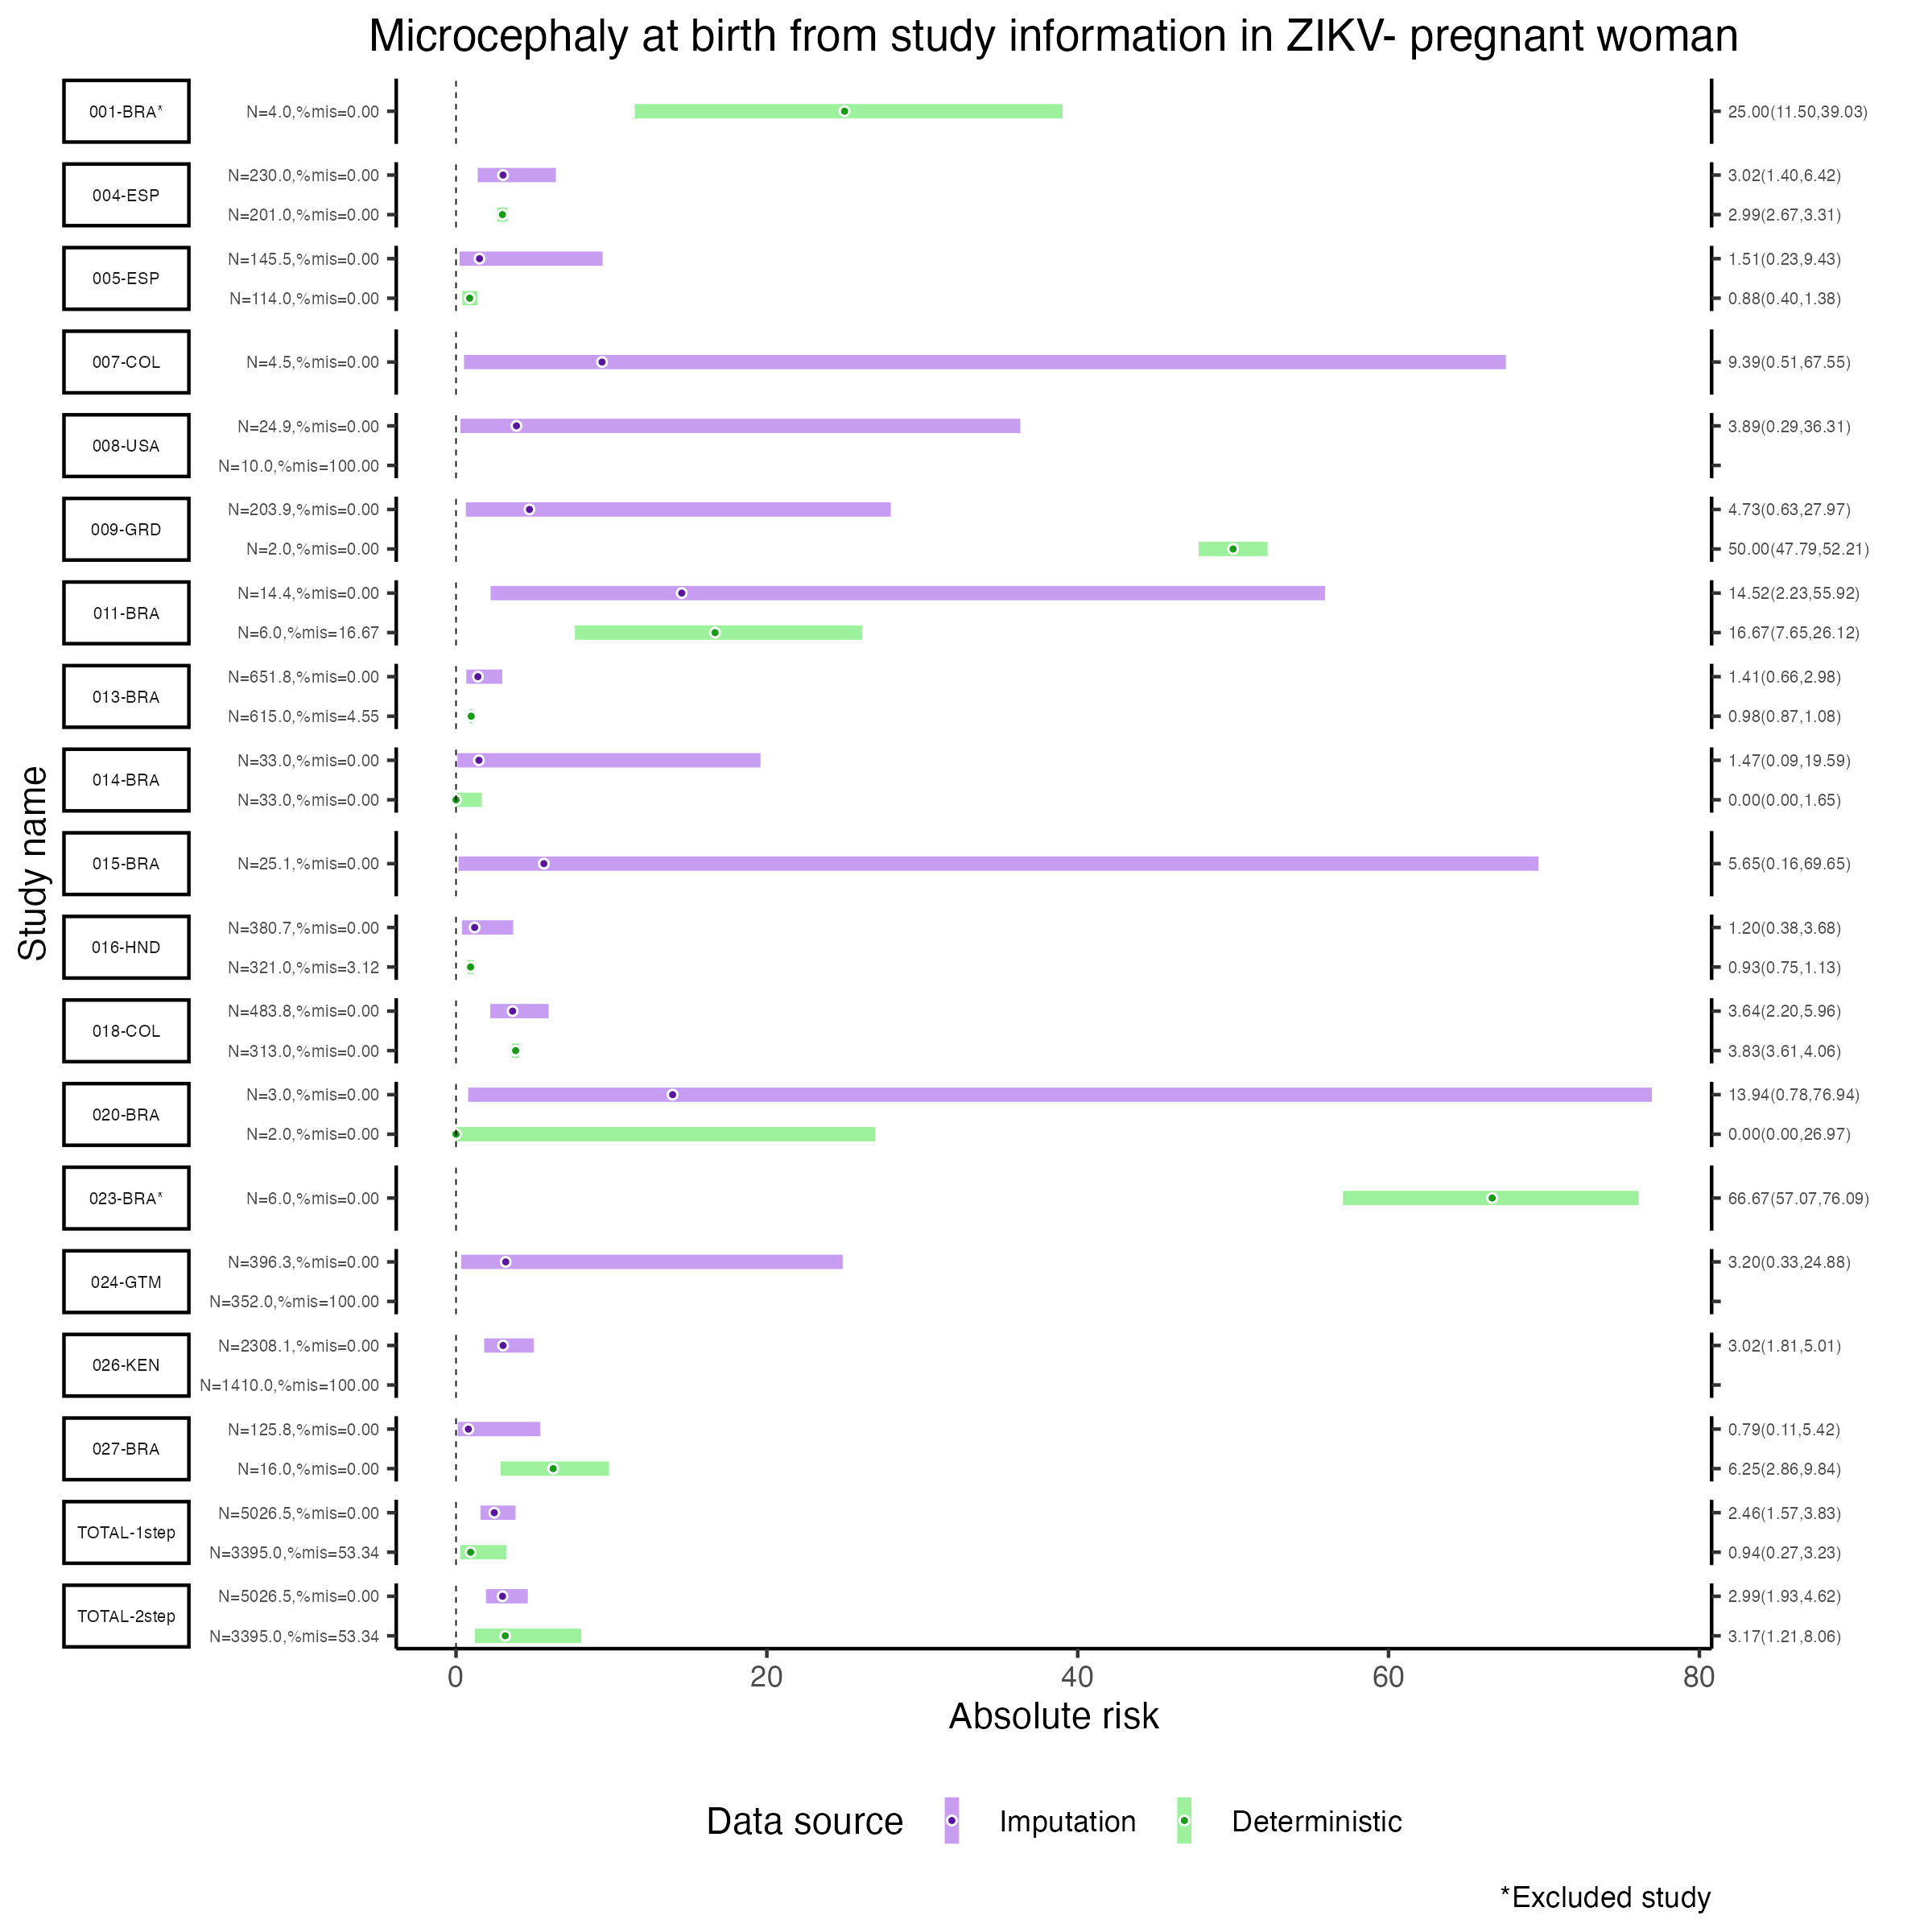 Microcephaly at birth from study information in ZIKV- pregnant woman
Study name
001-BRA*
N=4.0,%mis=0.00
25.00(11.50,39.03)
004-ESP
N=230.0,%mis=0.00
3.02(1.40,6.42)
N=201.0,%mis=0.00
2.99(2.67,3.31)
005-ESP
N=145.5,%mis=0.00
1.51(0.23,9.43)
N=114.0,%mis=0.00
0.88(0.40,1.38)
007-COL
N=4.5,%mis=0.00
9.39(0.51,67.55)
008-USA
N=24.9,%mis=0.00
3.89(0.29,36.31)
N=10.0,%mis=100.00
009-GRD
N=203.9,%mis=0.00
4.73(0.63,27.97)
N=2.0,%mis=0.00
50.00(47.79,52.21)
011-BRA
N=14.4,%mis=0.00
14.52(2.23,55.92)
N=6.0,%mis=16.67
16.67(7.65,26.12)
013-BRA
N=651.8,%mis=0.00
1.41(0.66,2.98)
N=615.0,%mis=4.55
0.98(0.87,1.08)
014-BRA
N=33.0,%mis=0.00
1.47(0.09,19.59)
N=33.0,%mis=0.00
0.00(0.00,1.65)
015-BRA
N=25.1,%mis=0.00
5.65(0.16,69.65)
016-HND
N=380.7,%mis=0.00
1.20(0.38,3.68)
N=321.0,%mis=3.12
0.93(0.75,1.13)
018-COL
N=483.8,%mis=0.00
3.64(2.20,5.96)
N=313.0,%mis=0.00
3.83(3.61,4.06)
020-BRA
N=3.0,%mis=0.00
13.94(0.78,76.94)
N=2.0,%mis=0.00
0.00(0.00,26.97)
023-BRA*
N=6.0,%mis=0.00
66.67(57.07,76.09)
024-GTM
N=396.3,%mis=0.00
3.20(0.33,24.88)
N=352.0,%mis=100.00
026-KEN
N=2308.1,%mis=0.00
3.02(1.81,5.01)
N=1410.0,%mis=100.00
027-BRA
N=125.8,%mis=0.00
0.79(0.11,5.42)
N=16.0,%mis=0.00
6.25(2.86,9.84)
TOTAL-1step
N=5026.5,%mis=0.00
2.46(1.57,3.83)
N=3395.0,%mis=53.34
0.94(0.27,3.23)
TOTAL-2step
N=5026.5,%mis=0.00
2.99(1.93,4.62)
N=3395.0,%mis=53.34
3.17(1.21,8.06)
0 20 40 60 80
Absolute risk
Data source Imputation Deterministic
*Excluded study